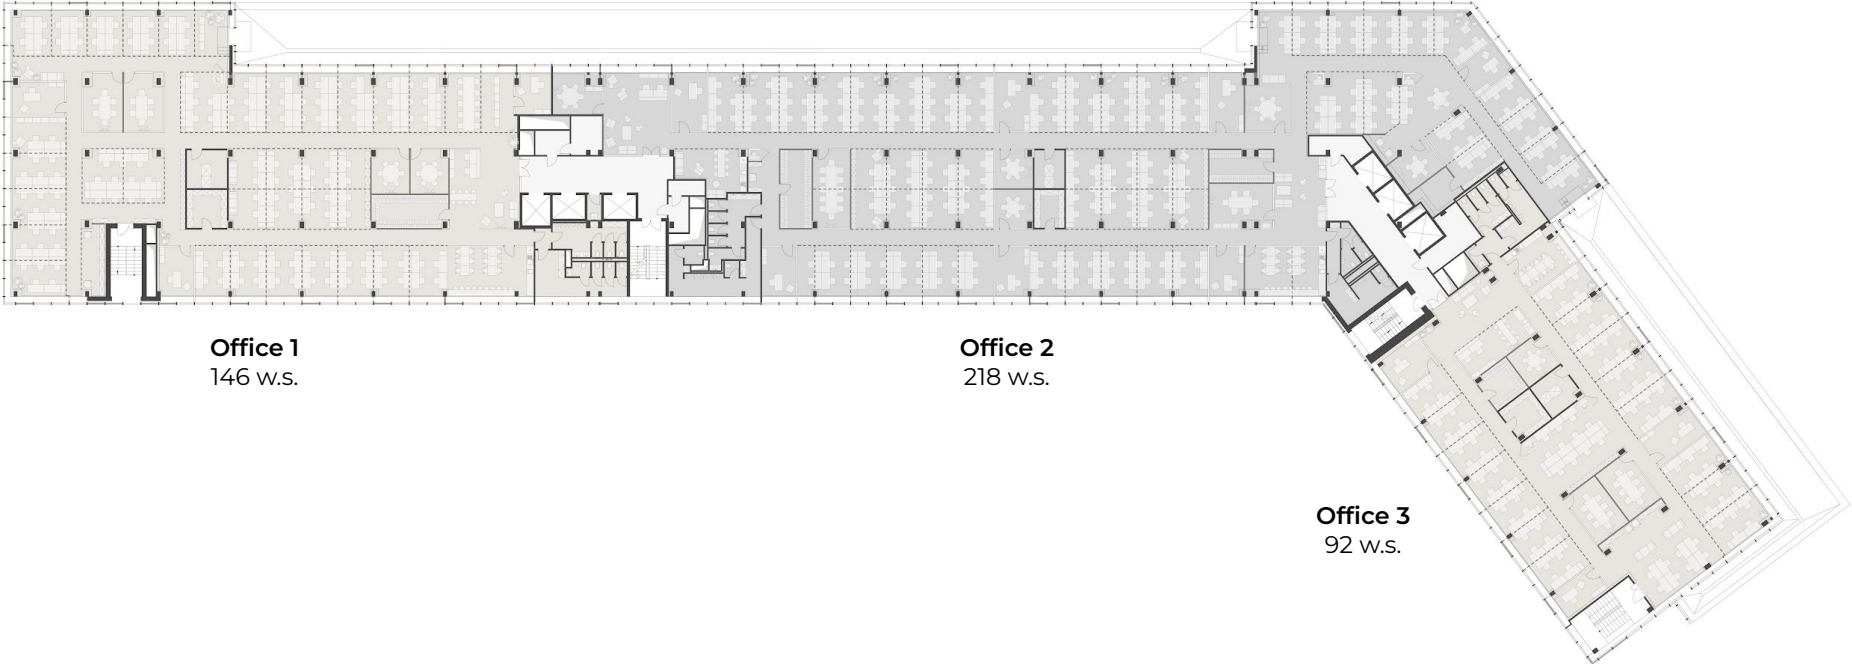 Office 1
146 w.s.
Office 2
218 w.s.
Office 3
92 w.s.